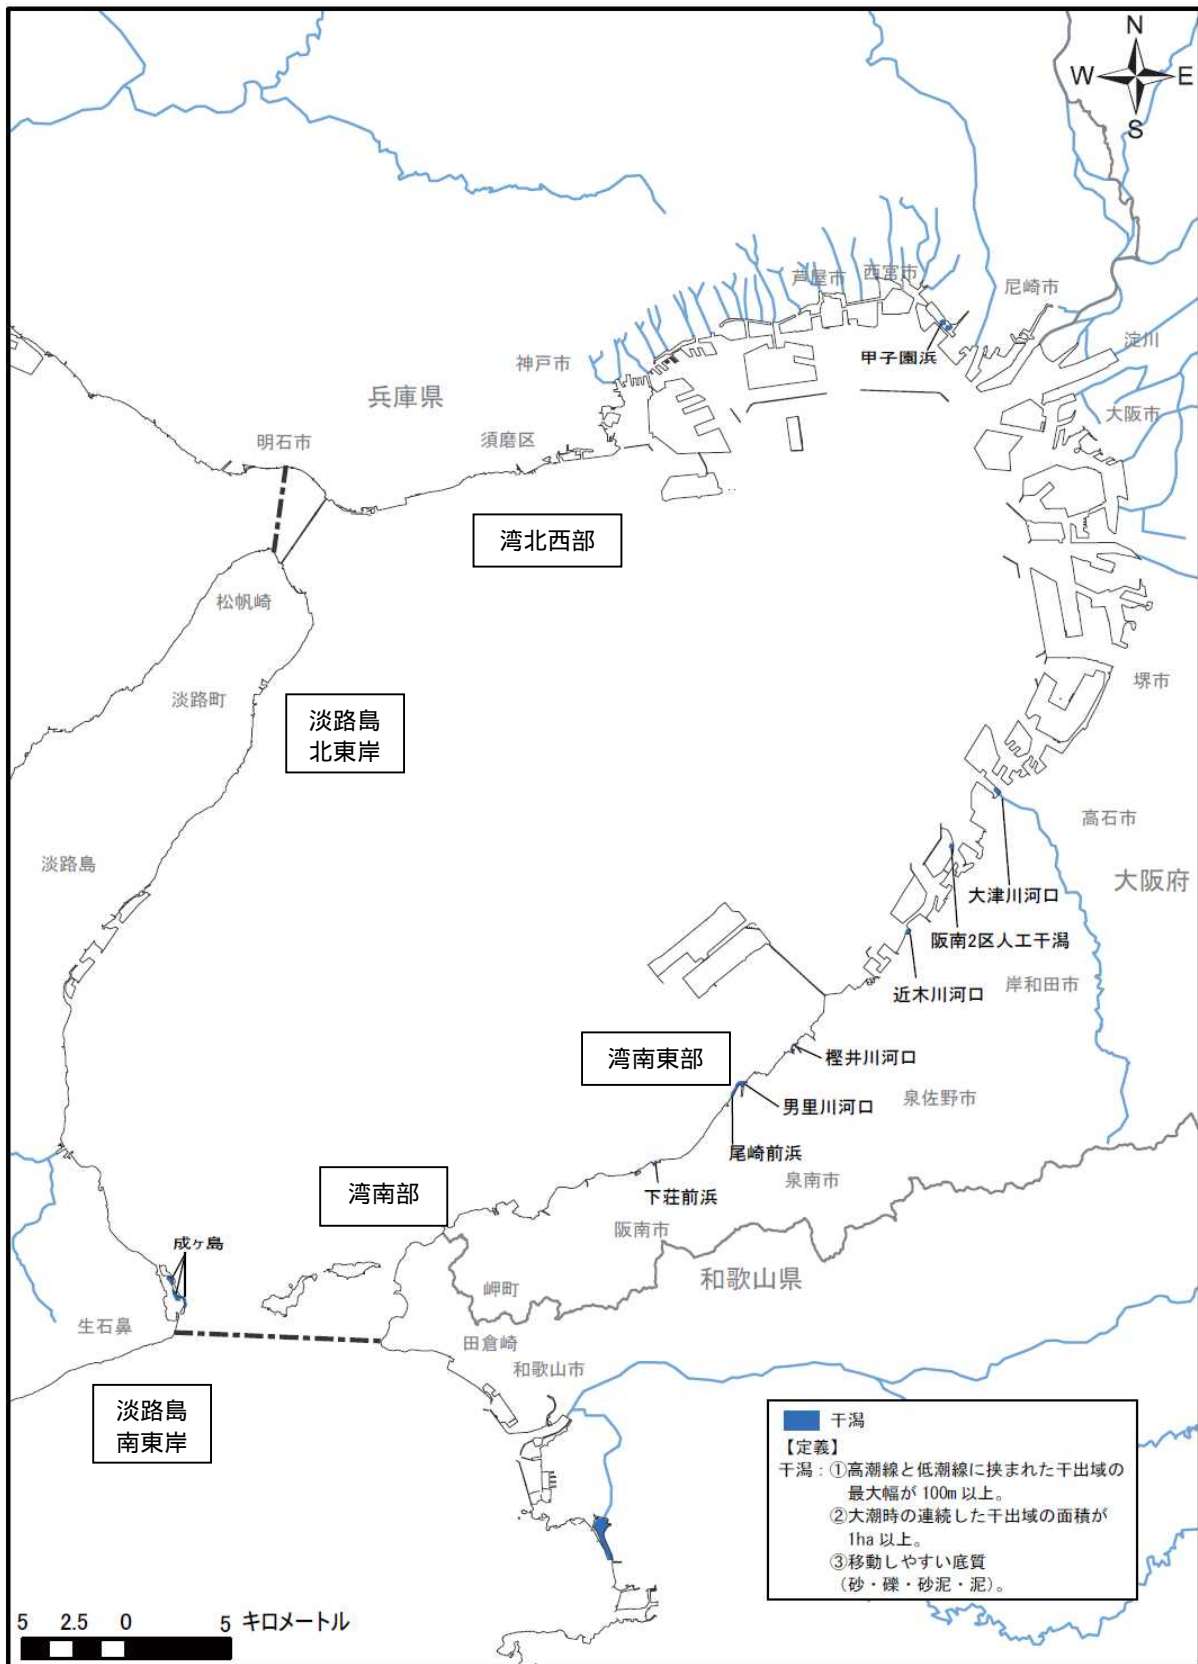 N
W
E
S
芦屋市
西宮市
尼崎市
甲子園浜
淀川
神戸市
兵庫県
大阪市
明石市
須磨区
湾北西部
松帆崎
淡路町
淡路島
北東岸
堺市
高石市
淡路島
大阪府
大津川河口
阪南2区人工干潟
近木川河口
岸和田市
湾南東部
樫井川河口
男里川河口
泉佐野市
尾崎前浜
泉南市
下荘前浜
湾南部
阪南市
成ヶ島
和歌山県
岬町
生石鼻
田倉崎
和歌山市
淡路島
南東岸
干潟
【定義】
干潟：①高潮線と低潮線に挟まれた干出域の
最大幅が100m以上。
②大潮時の連続した干出域の面積が
1ha以上。
③移動しやすい底質
（砂・礫・砂泥・泥）。
5 2.5 0 5 キロメートル